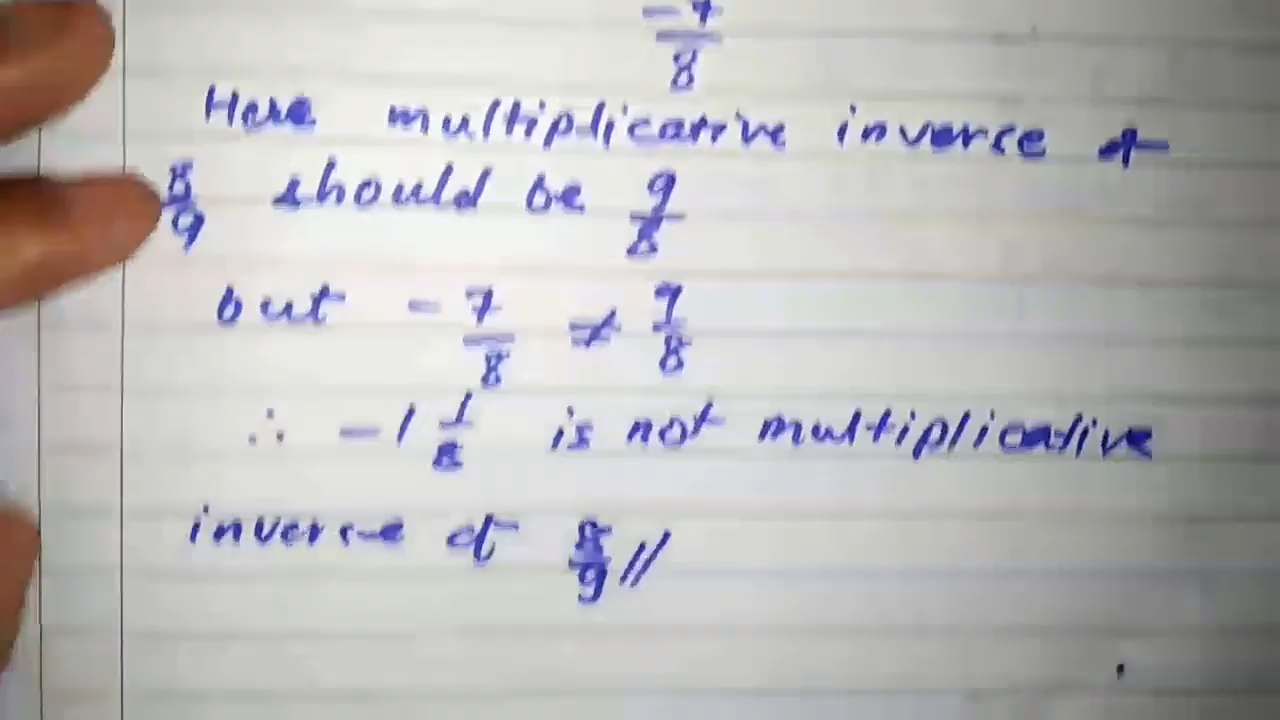 -7/8
Here multiplicative inverse of
8/9 should be 9/8
but -7/8 ≠ 9/8
∴ -1 1/8 is not multiplicative
inverse of 8/9 //